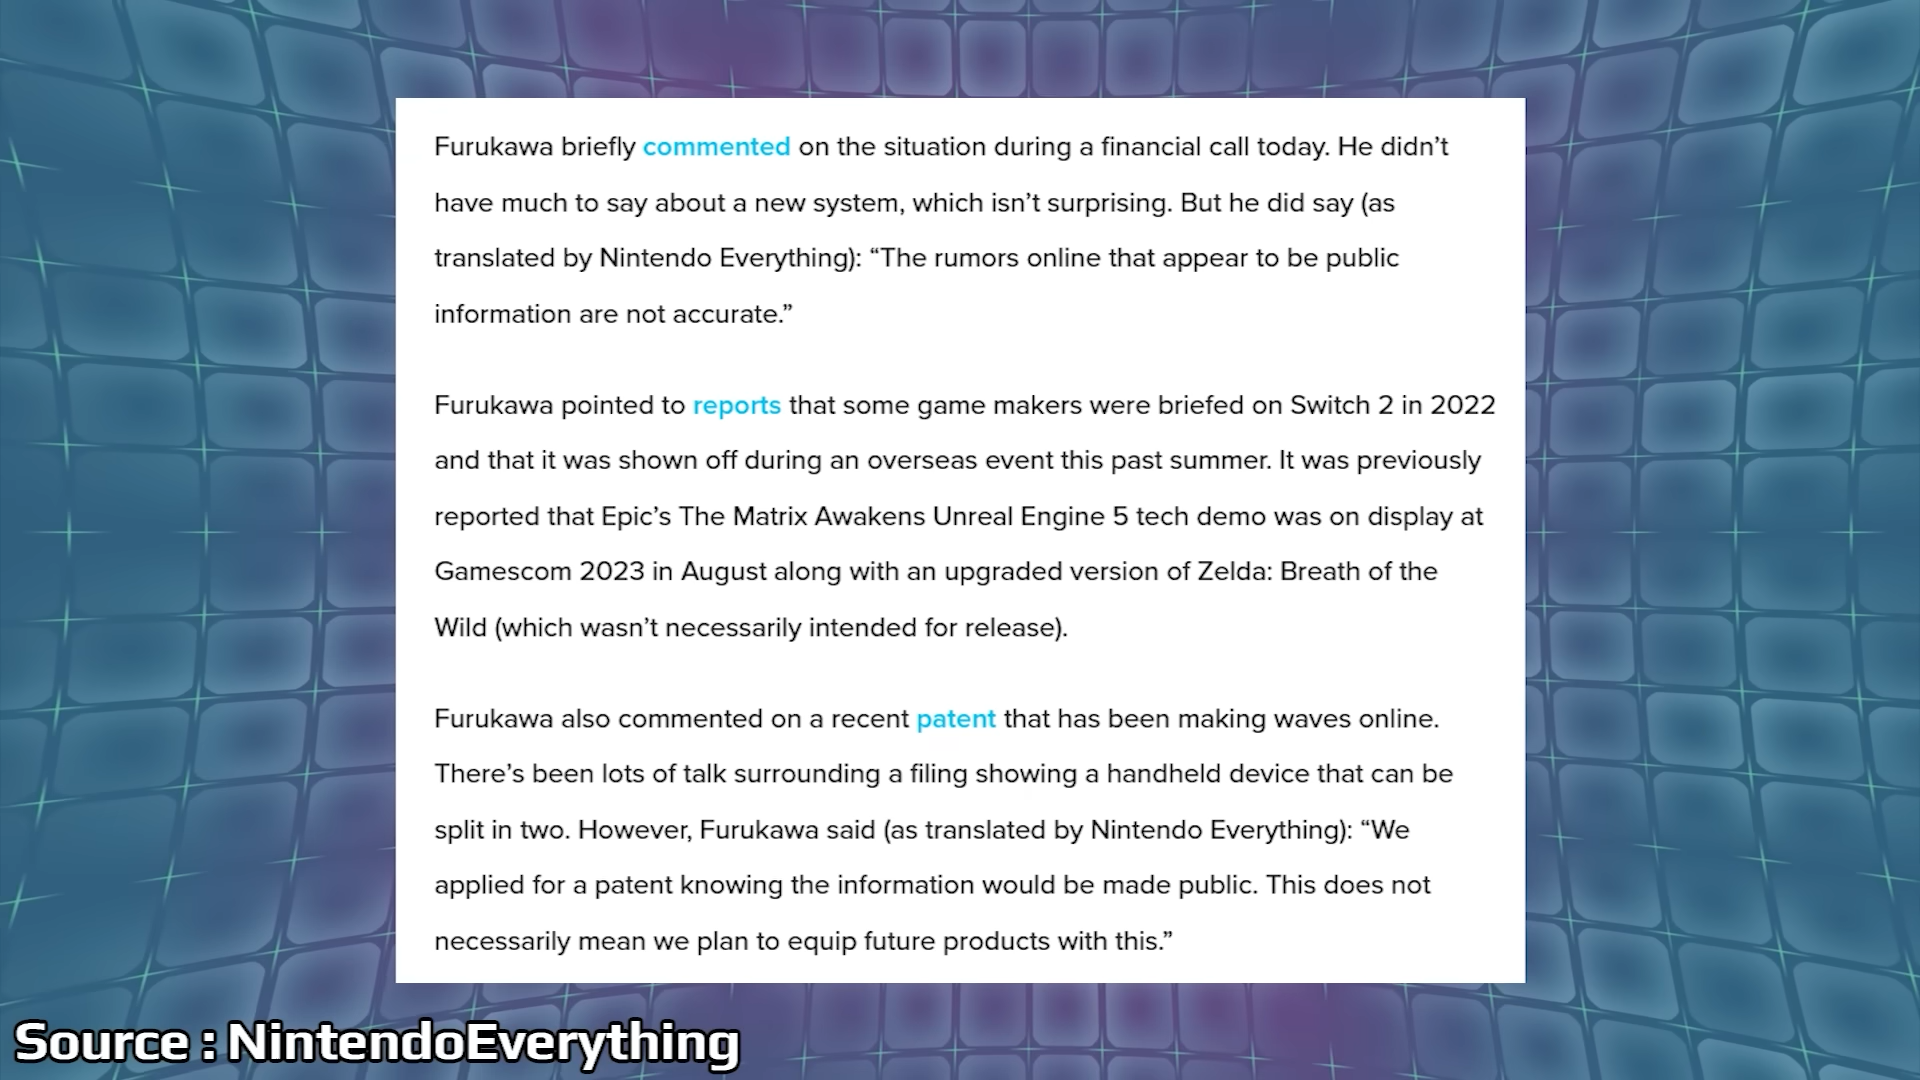 Furukawa briefly commented on the situation during a financial call today. He didn’t
have much to say about a new system, which isn’t surprising. But he did say (as
translated by Nintendo Everything): “The rumors online that appear to be public
information are not accurate.”
Furukawa pointed to reports that some game makers were briefed on Switch 2 in 2022
and that it was shown off during an overseas event this past summer. It was previously
reported that Epic’s The Matrix Awakens Unreal Engine 5 tech demo was on display at
Gamescom 2023 in August along with an upgraded version of Zelda: Breath of the
Wild (which wasn’t necessarily intended for release).
Furukawa also commented on a recent patent that has been making waves online.
There’s been lots of talk surrounding a filing showing a handheld device that can be
split in two. However, Furukawa said (as translated by Nintendo Everything): “We
applied for a patent knowing the information would be made public. This does not
necessarily mean we plan to equip future products with this.”
Source : NintendoEverything